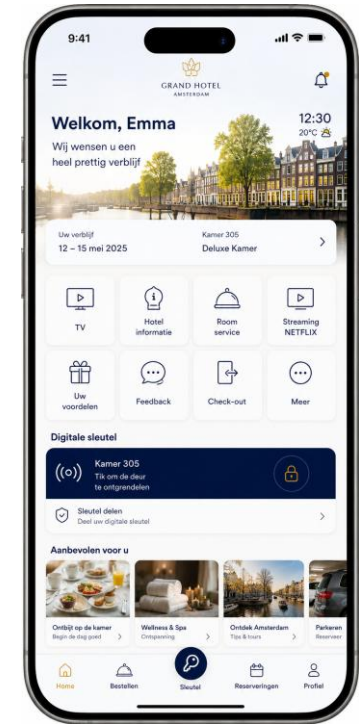 9:41
GRAND HOTEL
AMSTERDAM
Welkom, Emma
Wij wensen u een
heel prettig verblijf
12:30
20°C
Uw verblijf
12 – 15 mei 2025
Kamer 305
Deluxe Kamer
TV
Hotel
informatie
Room
service
Streaming
NETFLIX
Uw
voordelen
Feedback
Check-out
Meer
Digitale sleutel
Kamer 305
Tik om de deur
te ontgrendelen
Sleutel delen
Deel uw digitale sleutel
Aanbevolen voor u
Ontbijt op de kamer
Begin de dag goed
Wellness & Spa
Ontspanning
Ontdek Amsterdam
Tips & tours
Parkeren
Reserveer
Home
Bestellen
Sleutel
Reserveringen
Profiel